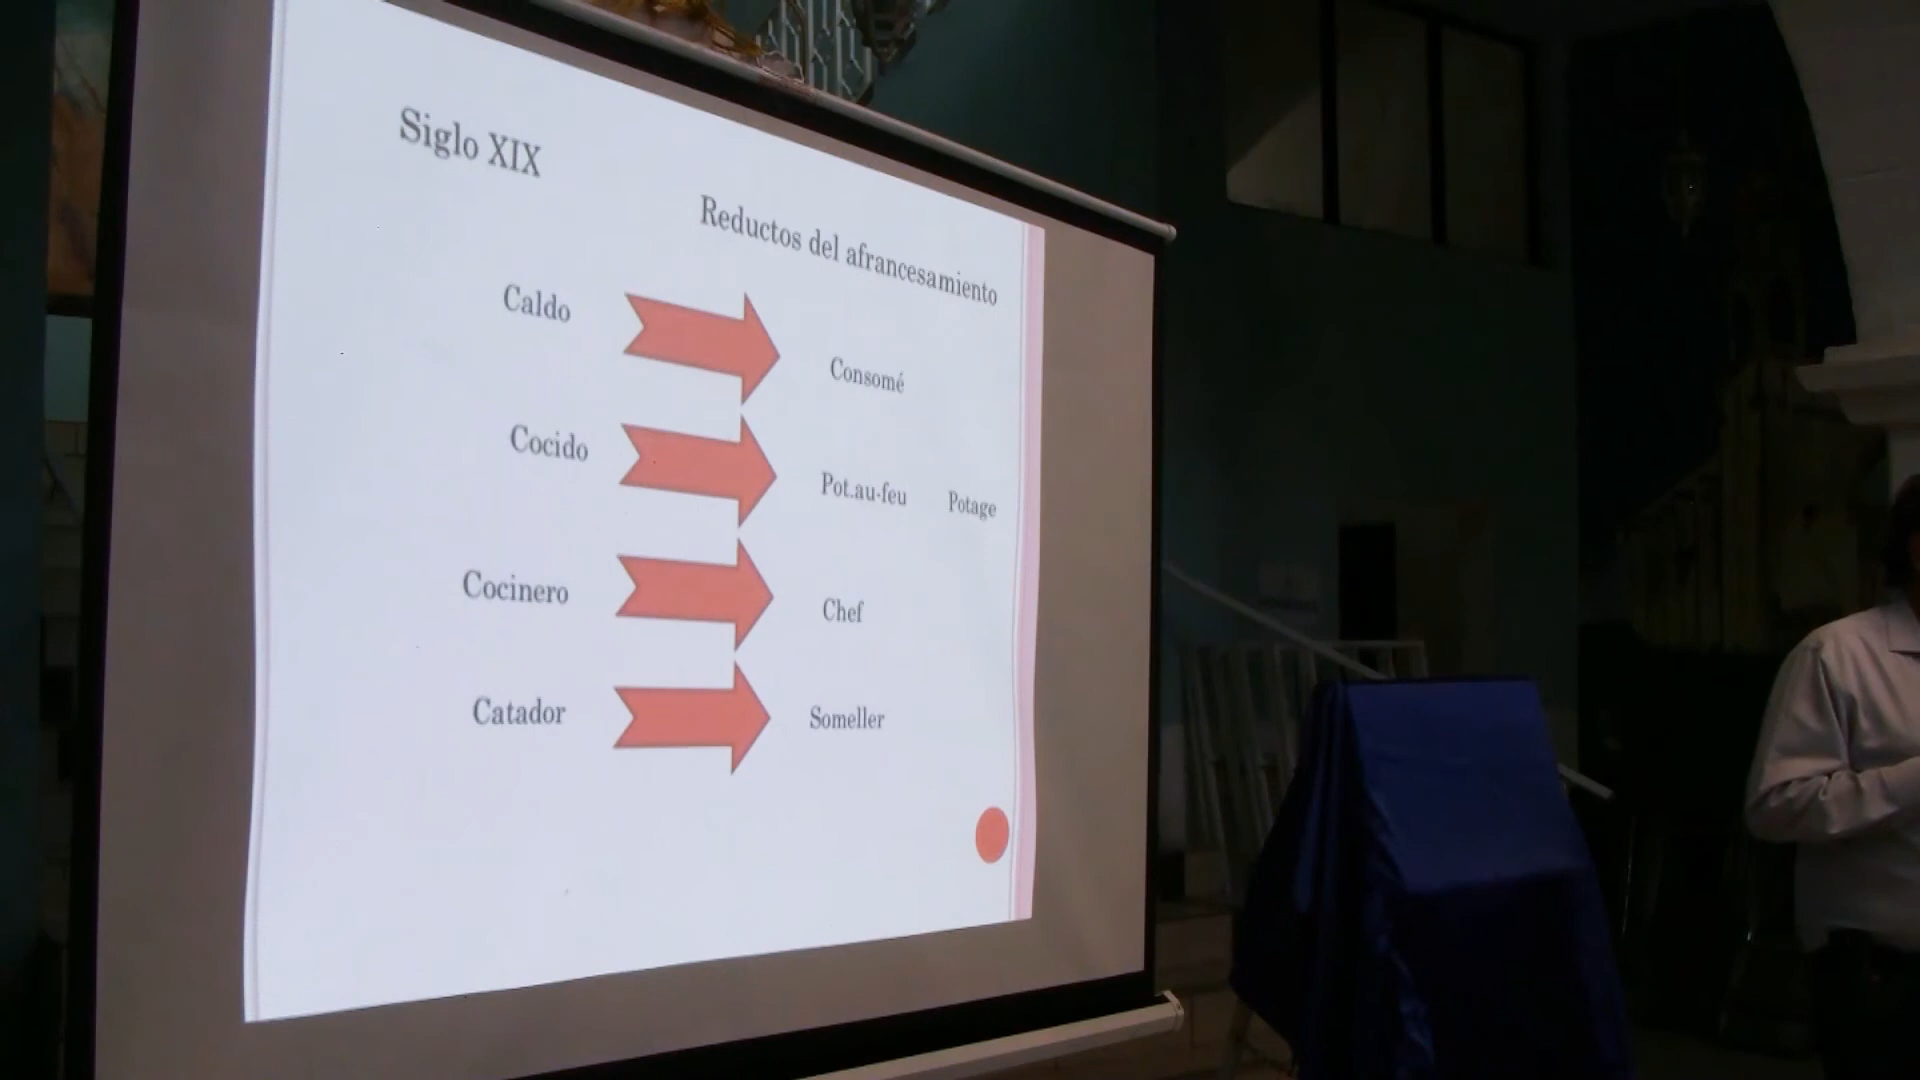 Siglo XIX
Reductos del afrancesamiento
Caldo
Consomé
Cocido
Pot.au-feu Potage
Cocinero
Chef
Catador
Someller